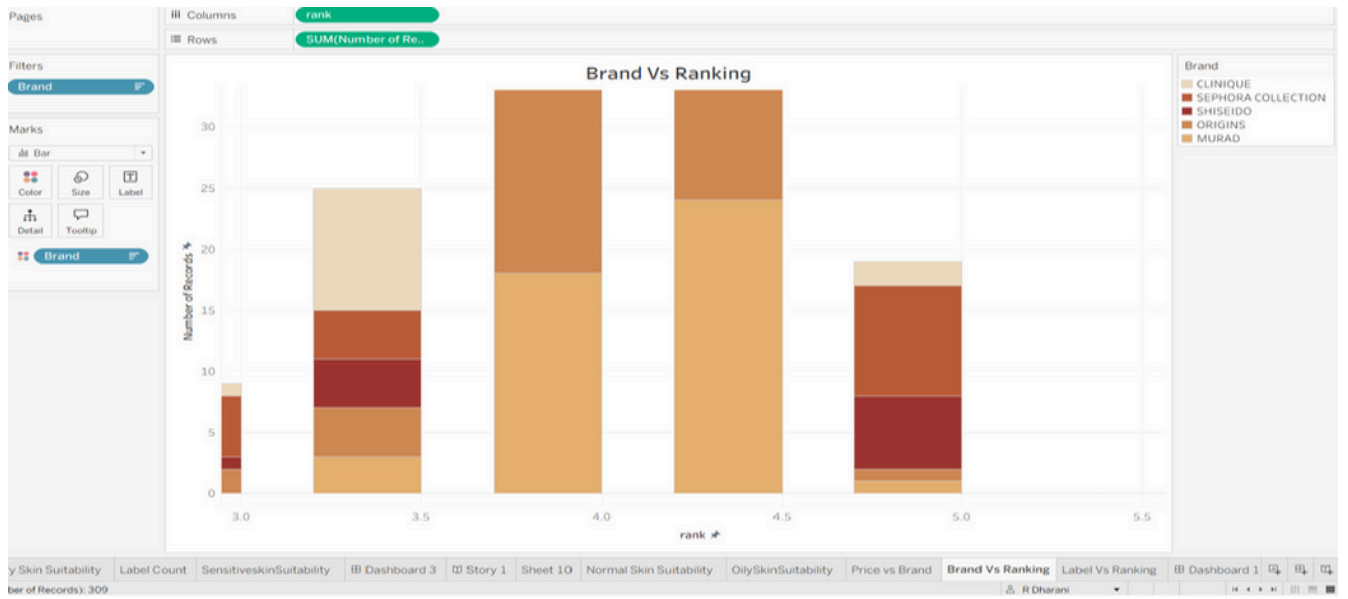 Pages
Columns
rank
Rows
SUM(Number of Re..
Filters
Brand
Marks
Bar
Color
Size
Label
Detail
Tooltip
Brand
Brand Vs Ranking
Number of Records
30
25
20
15
10
5
0
3.0
3.5
4.0
4.5
5.0
5.5
rank
Brand
CLINIQUE
SEPHORA COLLECTION
SHISEIDO
ORIGINS
MURAD
y Skin Suitability
Label Count
SensitiveskinSuitability
Dashboard 3
Story 1
Sheet 10
Normal Skin Suitability
OilySkinSuitability
Price vs Brand
Brand Vs Ranking
Label Vs Ranking
Dashboard 1
ber of Records): 309
R Dharani